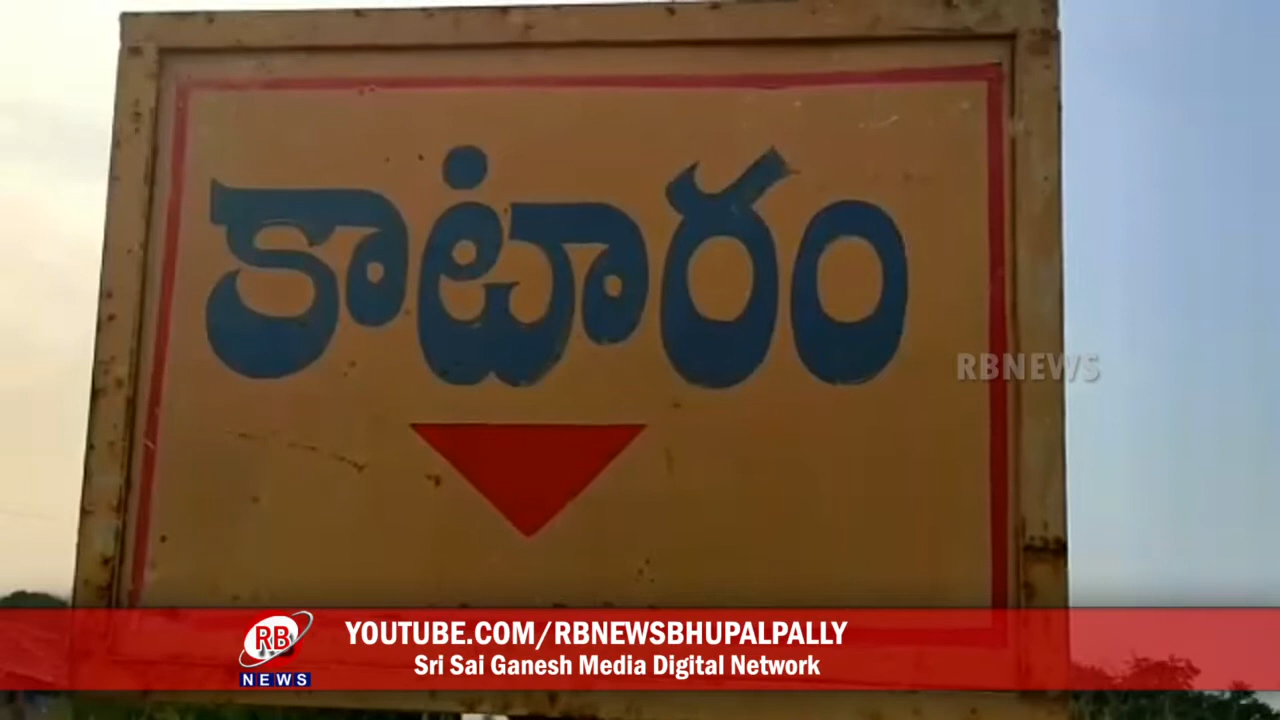 కాటారం
RBNEWS
RB
NEWS
YOUTUBE.COM/RBNEWSBHUPALPALLY
Sri Sai Ganesh Media Digital Network